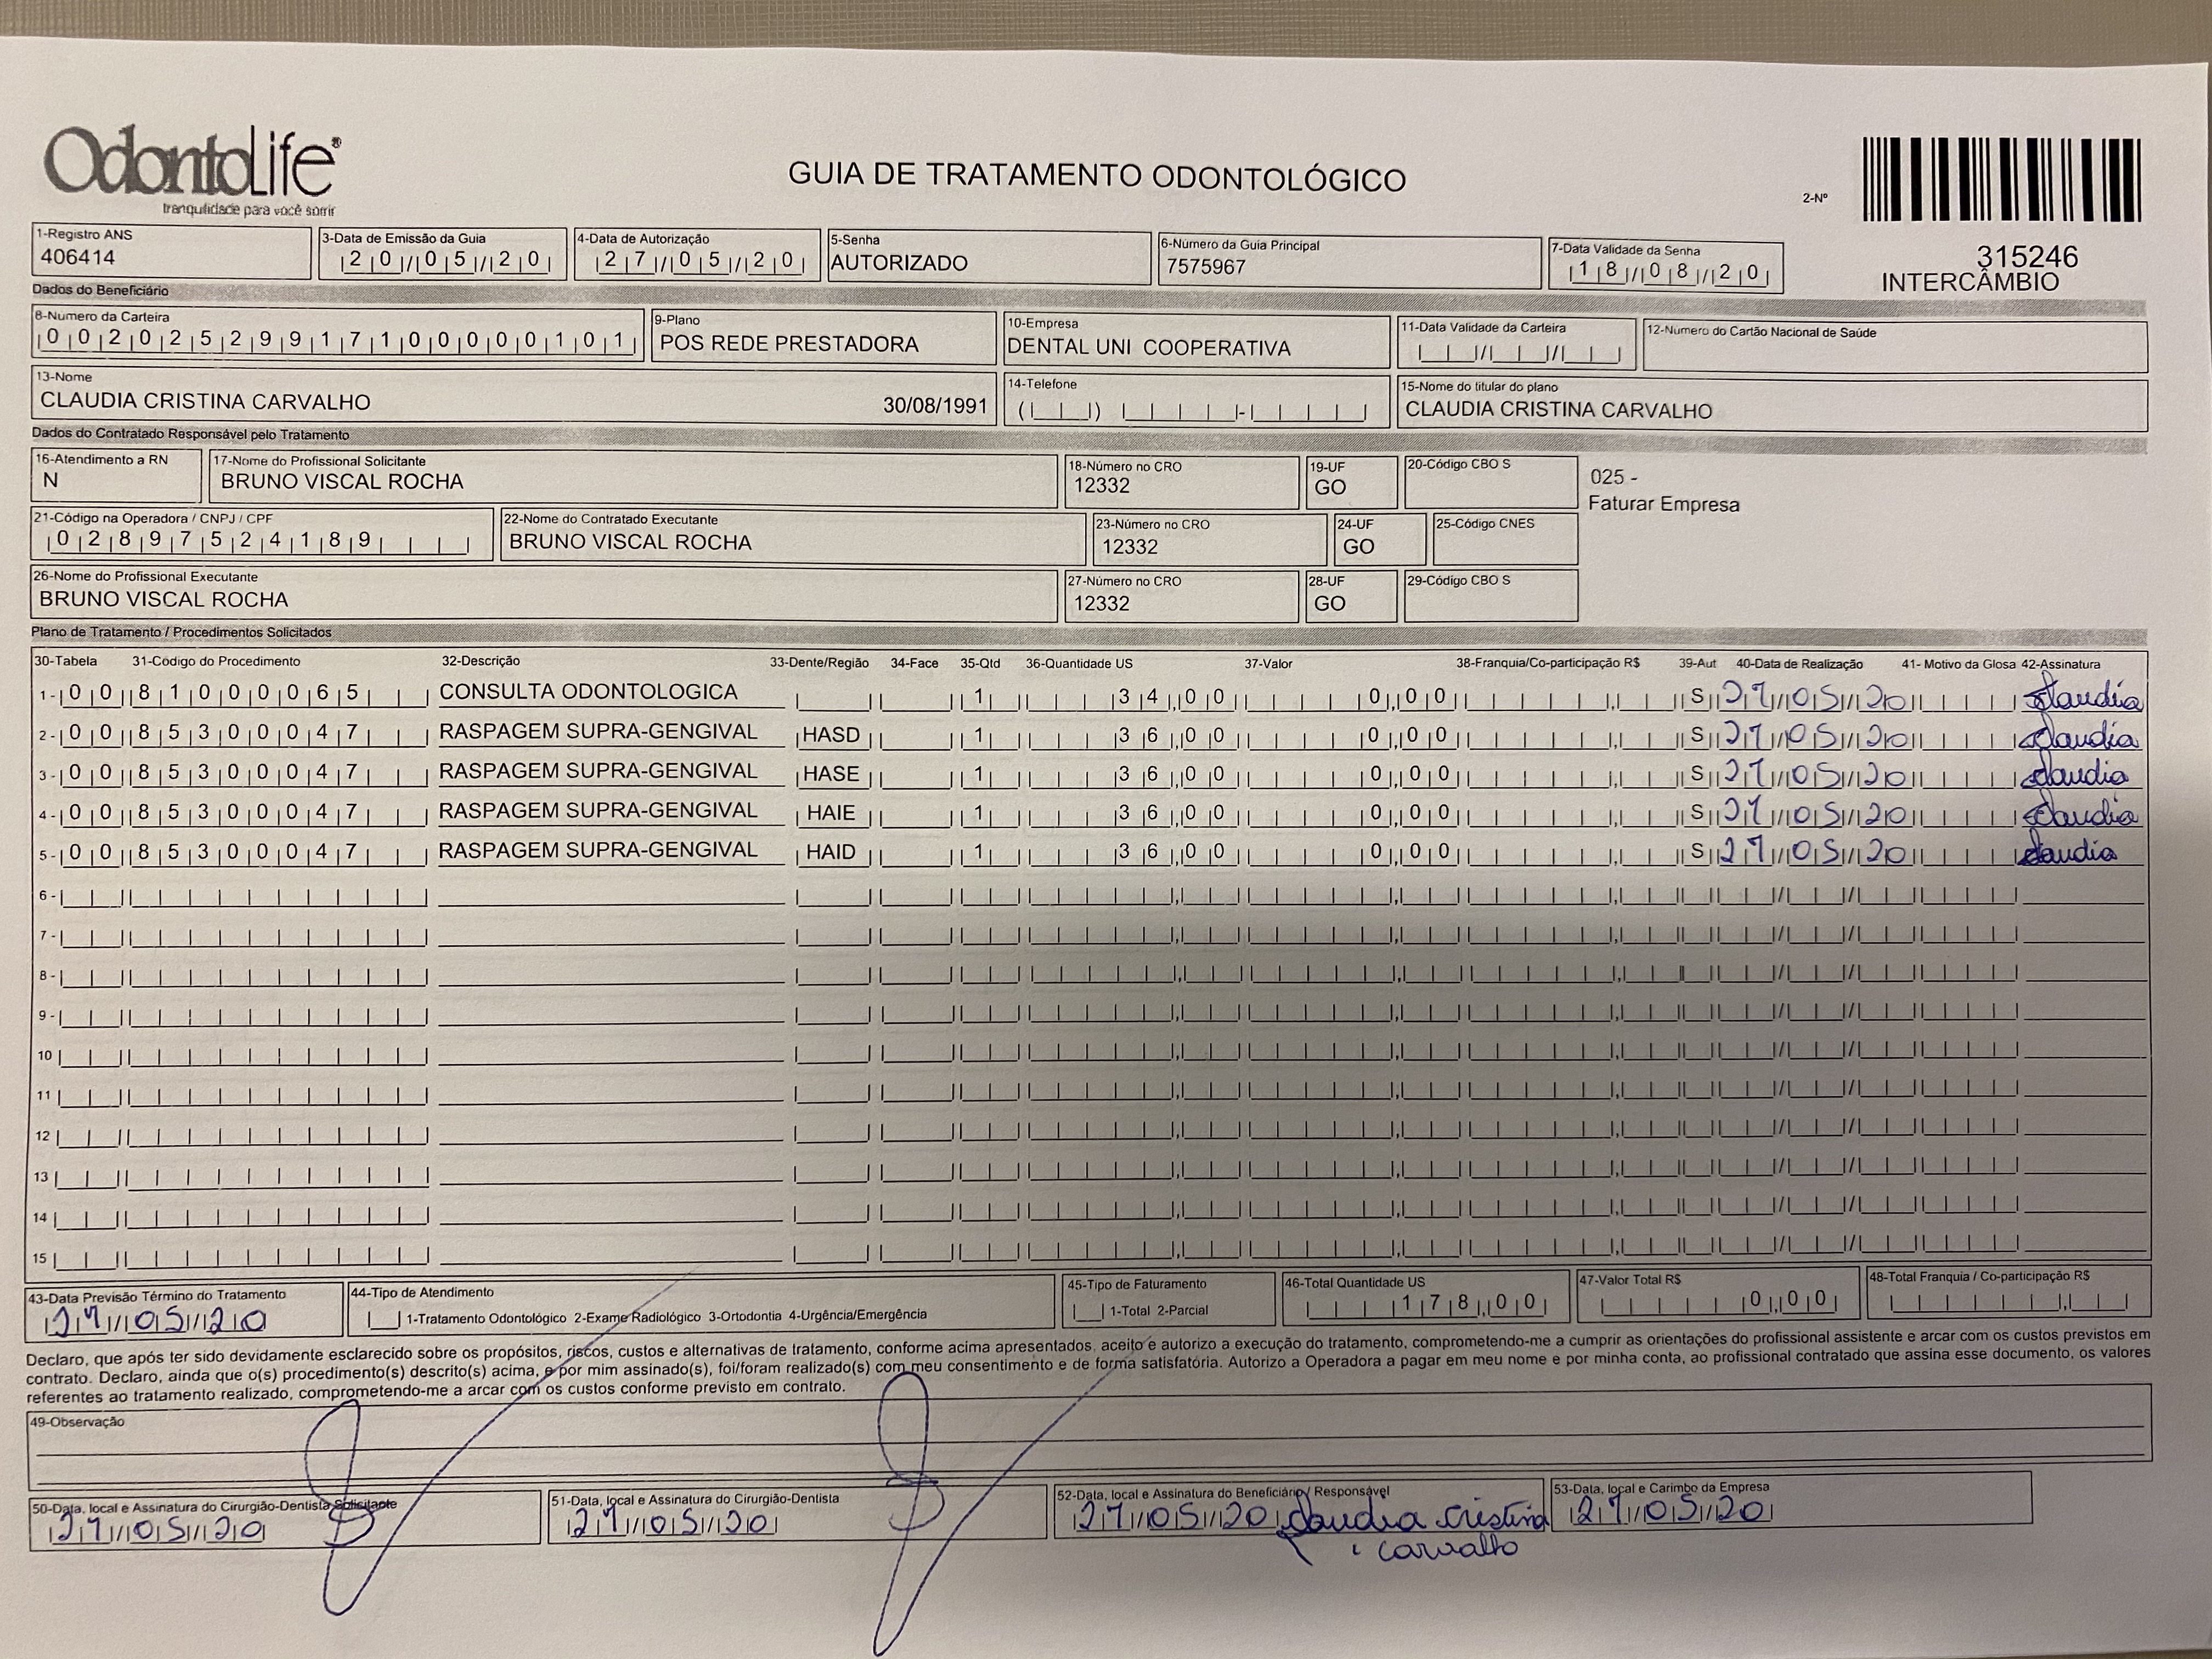 OdontoLife®
tranquilidade para você sorrir
GUIA DE TRATAMENTO ODONTOLÓGICO
2-Nº
315246
INTERCÂMBIO
1-Registro ANS
406414
3-Data de Emissão da Guia
20/05/20
4-Data de Autorização
27/05/20
5-Senha
AUTORIZADO
6-Número da Guia Principal
7575967
7-Data Validade da Senha
18/08/20
Dados do Beneficiário
8-Numero da Carteira
00202529917100000101
9-Plano
POS REDE PRESTADORA
10-Empresa
DENTAL UNI COOPERATIVA
11-Data Validade da Carteira
12-Numero do Cartão Nacional de Saúde
13-Nome
CLAUDIA CRISTINA CARVALHO 30/08/1991
14-Telefone
15-Nome do titular do plano
CLAUDIA CRISTINA CARVALHO
Dados do Contratado Responsável pelo Tratamento
16-Atendimento a RN
N
17-Nome do Profissional Solicitante
BRUNO VISCAL ROCHA
18-Número no CRO
12332
19-UF
GO
20-Código CBO S
025 -
Faturar Empresa
21-Código na Operadora / CNPJ / CPF
02897524189
22-Nome do Contratado Executante
BRUNO VISCAL ROCHA
23-Número no CRO
12332
24-UF
GO
25-Código CNES
26-Nome do Profissional Executante
BRUNO VISCAL ROCHA
27-Número no CRO
12332
28-UF
GO
29-Código CBO S
Plano de Tratamento / Procedimentos Solicitados
30-Tabela 31-Código do Procedimento 32-Descrição 33-Dente/Região 34-Face 35-Qtd 36-Quantidade US 37-Valor 38-Franquia/Co-participação R$ 39-Aut 40-Data de Realização 41- Motivo da Glosa 42-Assinatura
1- 00 81000065 CONSULTA ODONTOLOGICA 1 34,00 0,00 S 27/05/20 Claudia
2- 00 85300047 RASPAGEM SUPRA-GENGIVAL HASD 1 36,00 0,00 S 27/05/20 Claudia
3- 00 85300047 RASPAGEM SUPRA-GENGIVAL HASE 1 36,00 0,00 S 27/05/20 Claudia
4- 00 85300047 RASPAGEM SUPRA-GENGIVAL HAIE 1 36,00 0,00 S 27/05/20 Claudia
5- 00 85300047 RASPAGEM SUPRA-GENGIVAL HAID 1 36,00 0,00 S 27/05/20 Claudia
6-
7-
8-
9-
10
11
12
13
14
15
43-Data Previsão Término do Tratamento
27/05/20
44-Tipo de Atendimento
1-Tratamento Odontológico 2-Exame Radiológico 3-Ortodontia 4-Urgência/Emergência
45-Tipo de Faturamento
1-Total 2-Parcial
46-Total Quantidade US
178,00
47-Valor Total R$
0,00
48-Total Franquia / Co-participação R$
Declaro, que após ter sido devidamente esclarecido sobre os propósitos, riscos, custos e alternativas de tratamento, conforme acima apresentados, aceito e autorizo a execução do tratamento, comprometendo-me a cumprir as orientações do profissional assistente e arcar com os custos previstos em
contrato. Declaro, ainda que o(s) procedimento(s) descrito(s) acima, e por mim assinado(s), foi/foram realizado(s) com meu consentimento e de forma satisfatória. Autorizo a Operadora a pagar em meu nome e por minha conta, ao profissional contratado que assina esse documento, os valores
referentes ao tratamento realizado, comprometendo-me a arcar com os custos conforme previsto em contrato.
49-Observação
50-Data, local e Assinatura do Cirurgião-Dentista Solicitante
27/05/20
51-Data, local e Assinatura do Cirurgião-Dentista
27/05/20
52-Data, local e Assinatura do Beneficiário / Responsável
27/05/20 Claudia Cristina
Carvalho
53-Data, local e Carimbo da Empresa
27/05/20